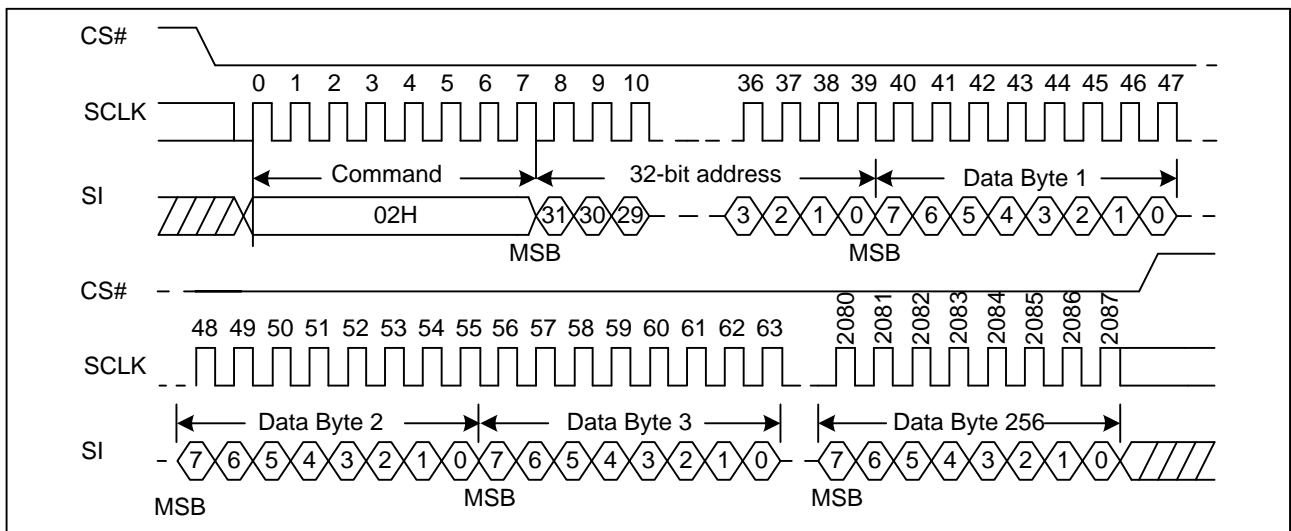 CS#
0 1 2 3 4 5 6 7 8 9 10 36 37 38 39 40 41 42 43 44 45 46 47
SCLK
Command 32-bit address Data Byte 1
SI
02H 31 30 29 3 2 1 0 7 6 5 4 3 2 1 0
MSB MSB
CS#
48 49 50 51 52 53 54 55 56 57 58 59 60 61 62 63 2080 2081 2082 2083 2084 2085 2086 2087
SCLK
Data Byte 2 Data Byte 3 Data Byte 256
SI
7 6 5 4 3 2 1 0 7 6 5 4 3 2 1 0 7 6 5 4 3 2 1 0
MSB MSB MSB